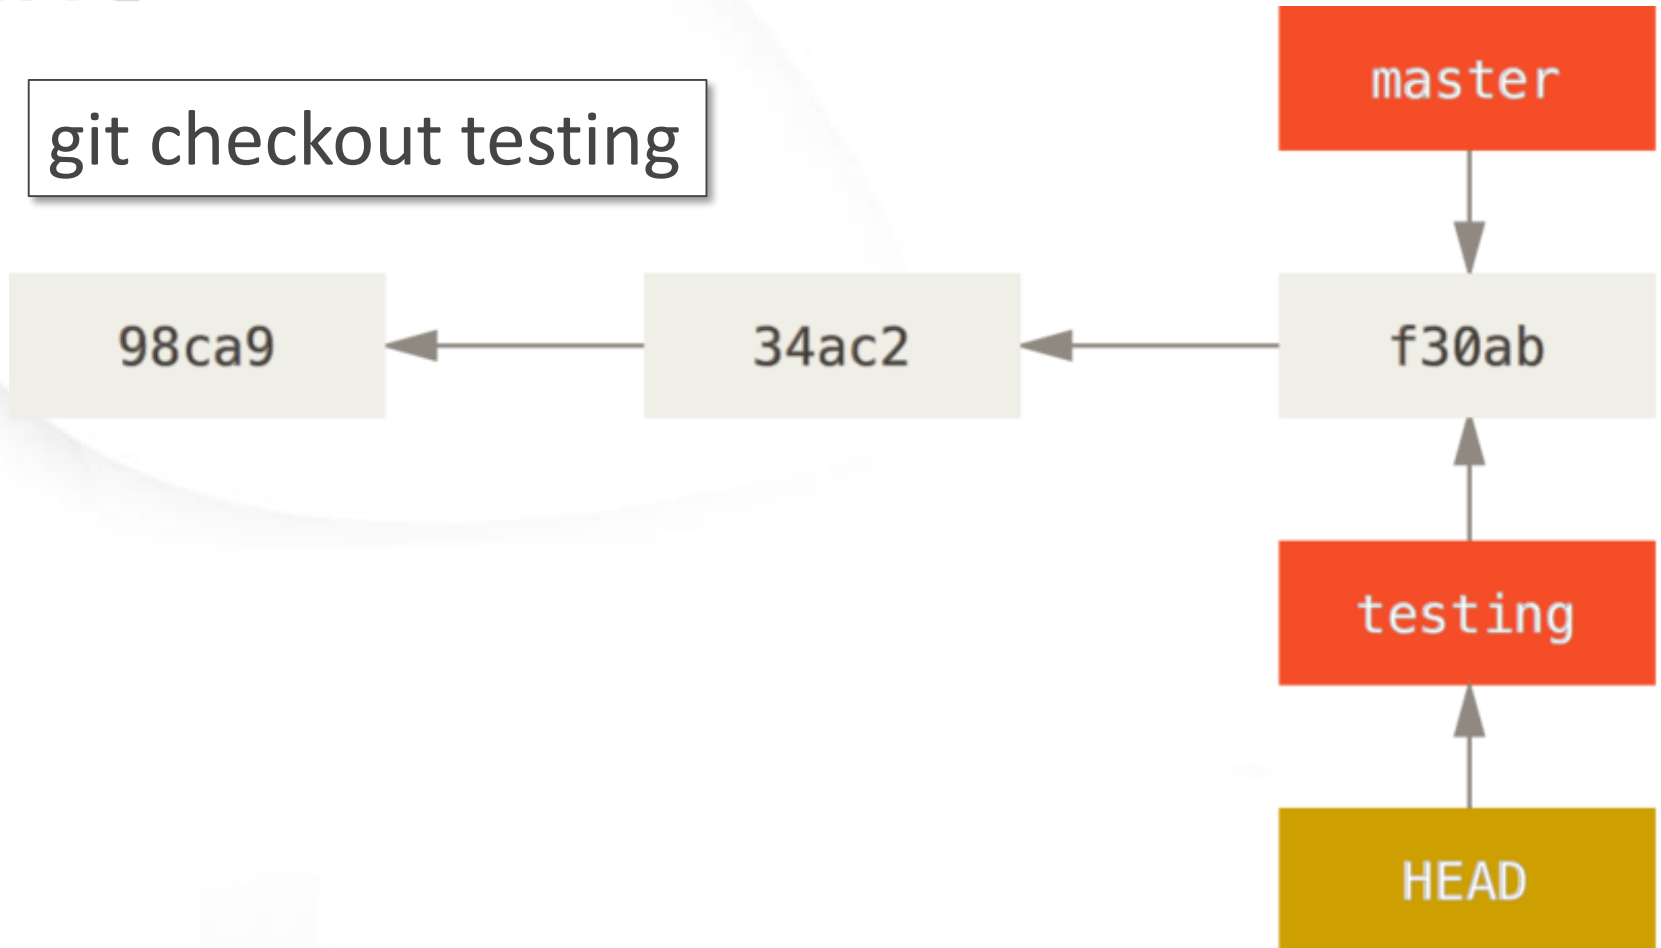 master
git checkout testing
98ca9
34ac2
f30ab
testing
HEAD